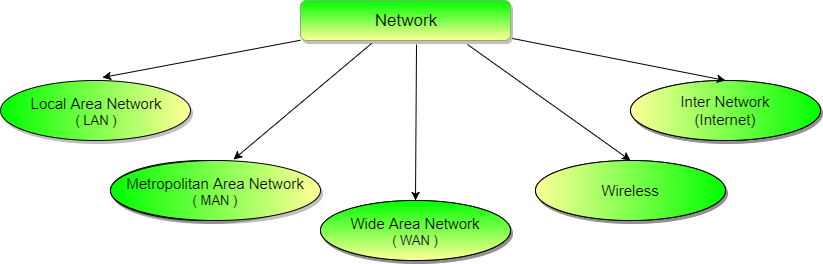 Network
Local Area Network
( LAN )
Metropolitan Area Network
( MAN )
Wide Area Network
( WAN )
Wireless
Inter Network
(Internet)